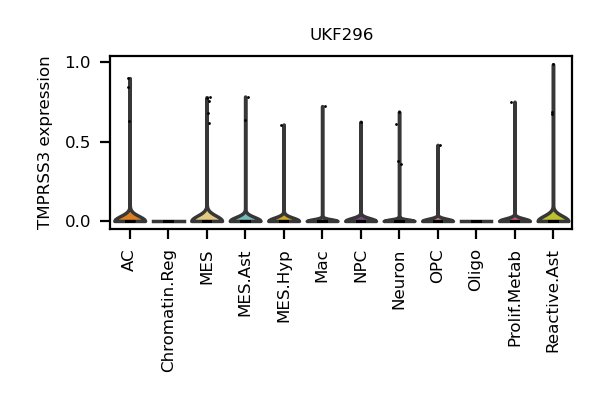 UKF296
TMPRSS3 expression
1.0
0.5
0.0
AC
Chromatin.Reg
MES
MES.Ast
MES.Hyp
Mac
NPC
Neuron
OPC
Oligo
Prolif.Metab
Reactive.Ast